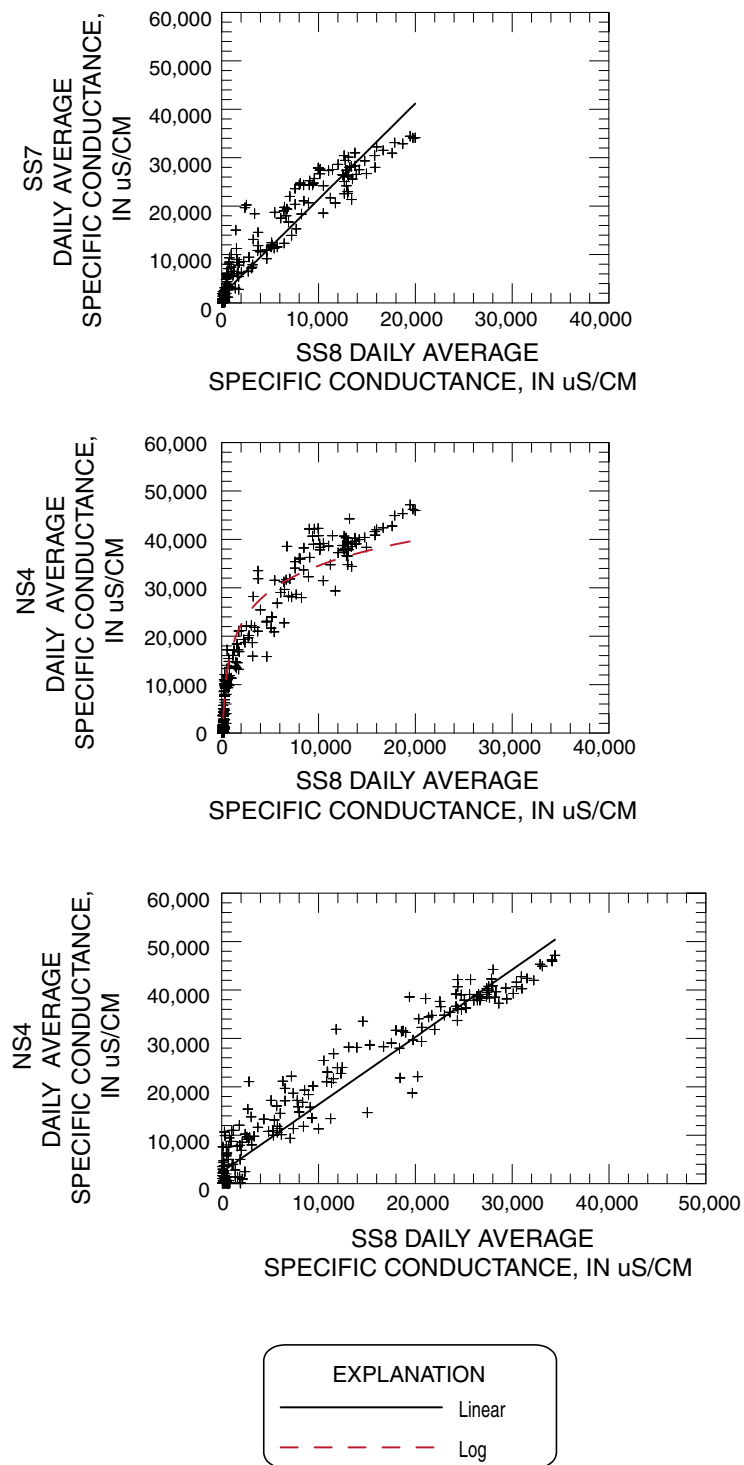 60,000
50,000
40,000
30,000
20,000
10,000
0
SS7
DAILY AVERAGE
SPECIFIC CONDUCTANCE,
IN uS/CM
0
10,000
20,000
30,000
40,000
SS8 DAILY AVERAGE
SPECIFIC CONDUCTANCE, IN uS/CM
60,000
50,000
40,000
30,000
20,000
10,000
0
NS4
DAILY AVERAGE
SPECIFIC CONDUCTANCE,
IN uS/CM
0
10,000
20,000
30,000
40,000
SS8 DAILY AVERAGE
SPECIFIC CONDUCTANCE, IN uS/CM
60,000
50,000
40,000
30,000
20,000
10,000
0
NS4
DAILY AVERAGE
SPECIFIC CONDUCTANCE,
IN uS/CM
0
10,000
20,000
30,000
40,000
50,000
SS8 DAILY AVERAGE
SPECIFIC CONDUCTANCE, IN uS/CM
EXPLANATION
Linear
Log